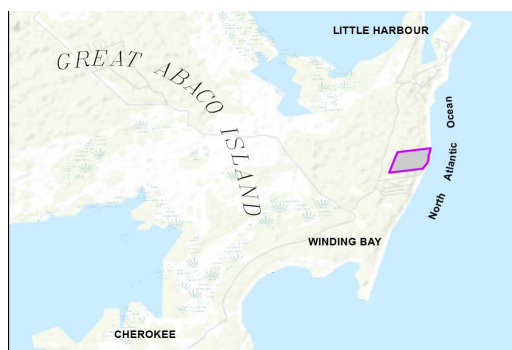 LITTLE HARBOUR
GREAT ABACO ISLAND
North Atlantic Ocean
WINDING BAY
CHEROKEE